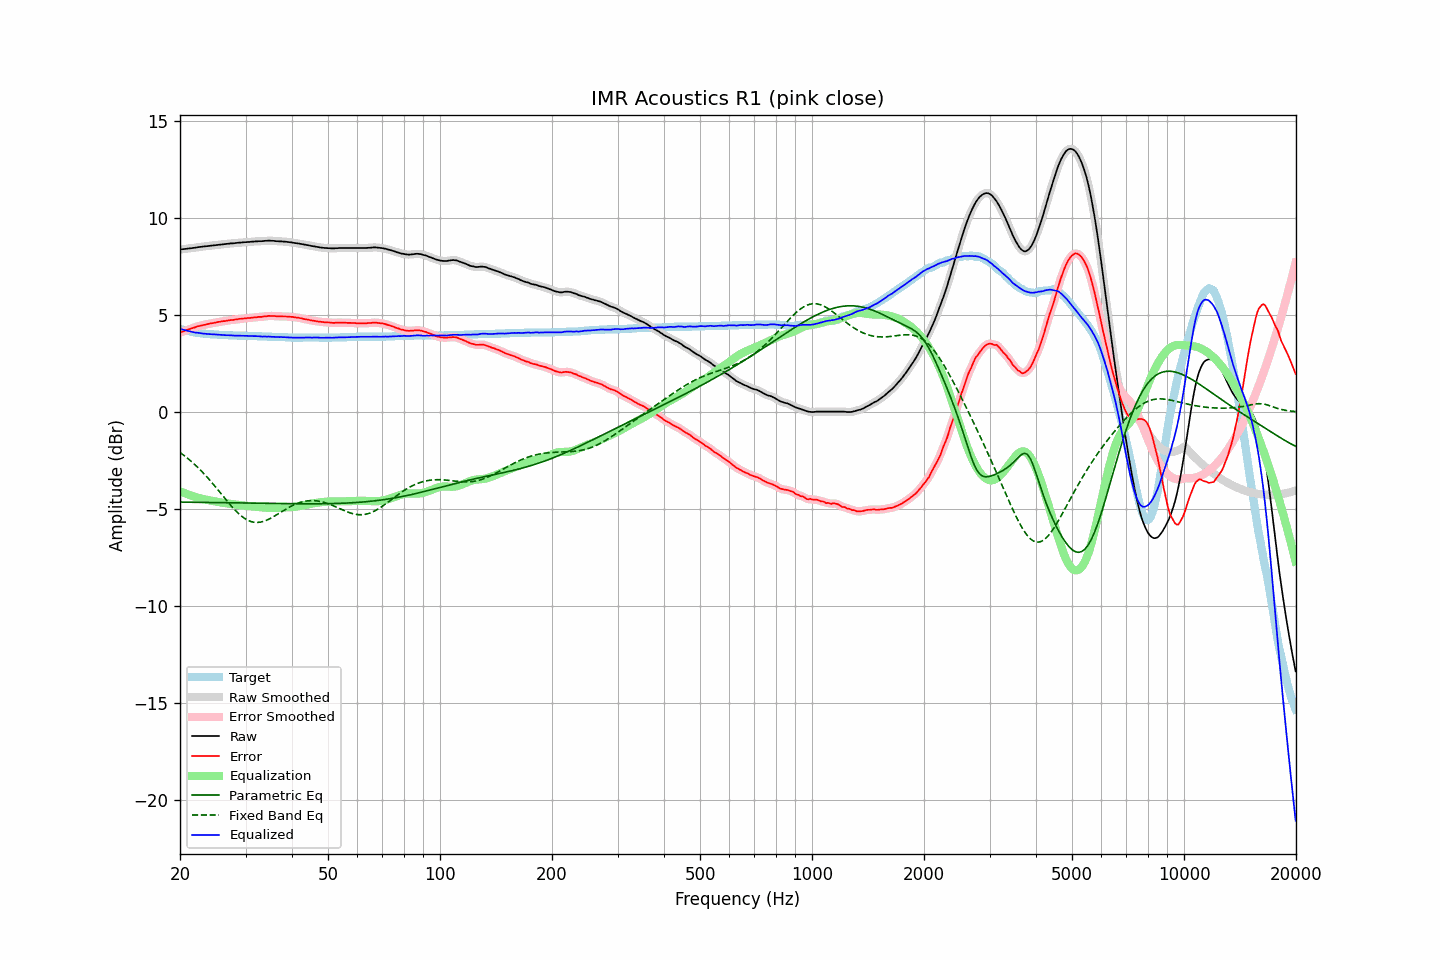 IMR Acoustics R1 (pink close)
15
10
5
0
−5
−10
−15
−20
Amplitude (dBr)
Target
Raw Smoothed
Error Smoothed
Raw
Error
Equalization
Parametric Eq
Fixed Band Eq
Equalized
20
50
100
200
500
1000
2000
5000
10000
20000
Frequency (Hz)